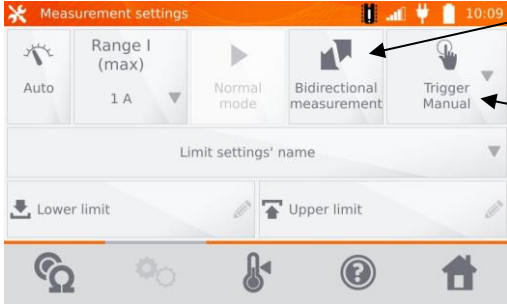 Measurement settings 10:09
Auto
Range I
(max)
1 A
Normal
mode
Bidirectional
measurement
Trigger
Manual
Limit settings' name
Lower limit
Upper limit